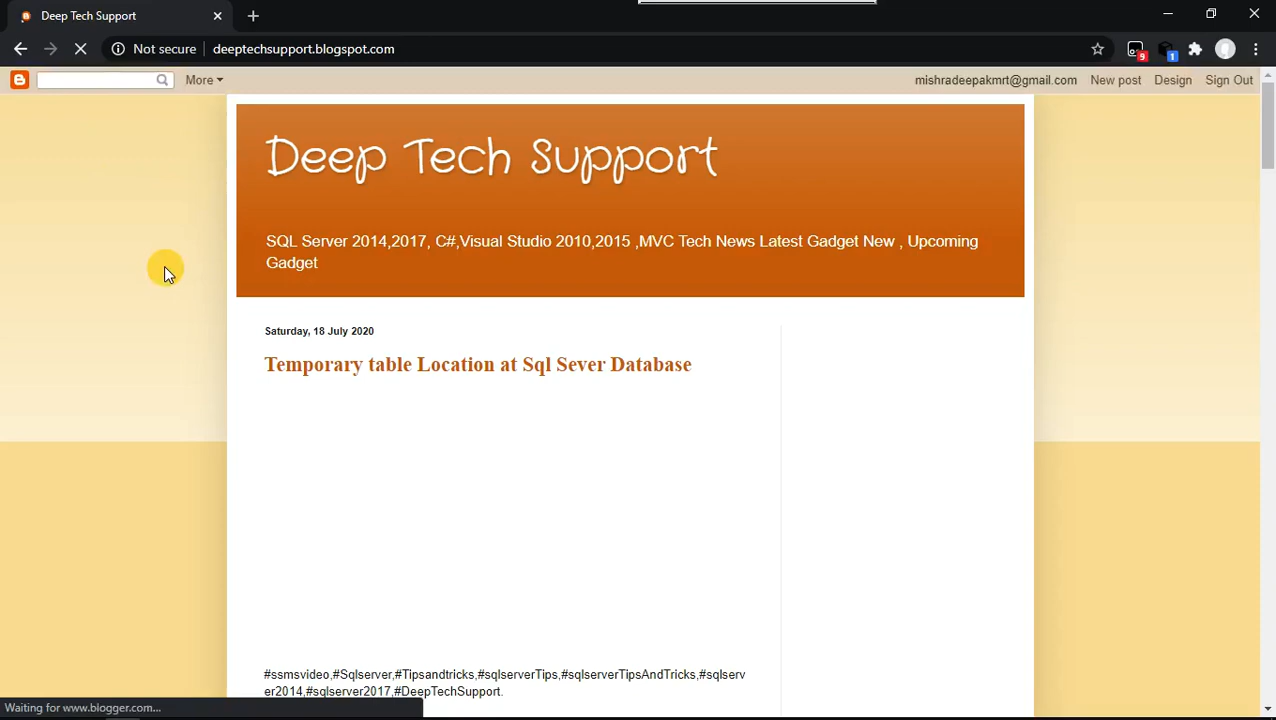 Deep Tech Support
Not secure
deeptechsupport.blogspot.com
9
1
More
mishradeepakmrt@gmail.com
New post
Design
Sign Out
Deep Tech Support
SQL Server 2014,2017, C#,Visual Studio 2010,2015 ,MVC Tech News Latest Gadget New , Upcoming
Gadget
Saturday, 18 July 2020
Temporary table Location at Sql Sever Database
#ssmsvideo,#Sqlserver,#Tipsandtricks,#sqlserverTips,#sqlserverTipsAndTricks,#sqlserv
er2014,#sqlserver2017,#DeepTechSupport.
Waiting for www.blogger.com...